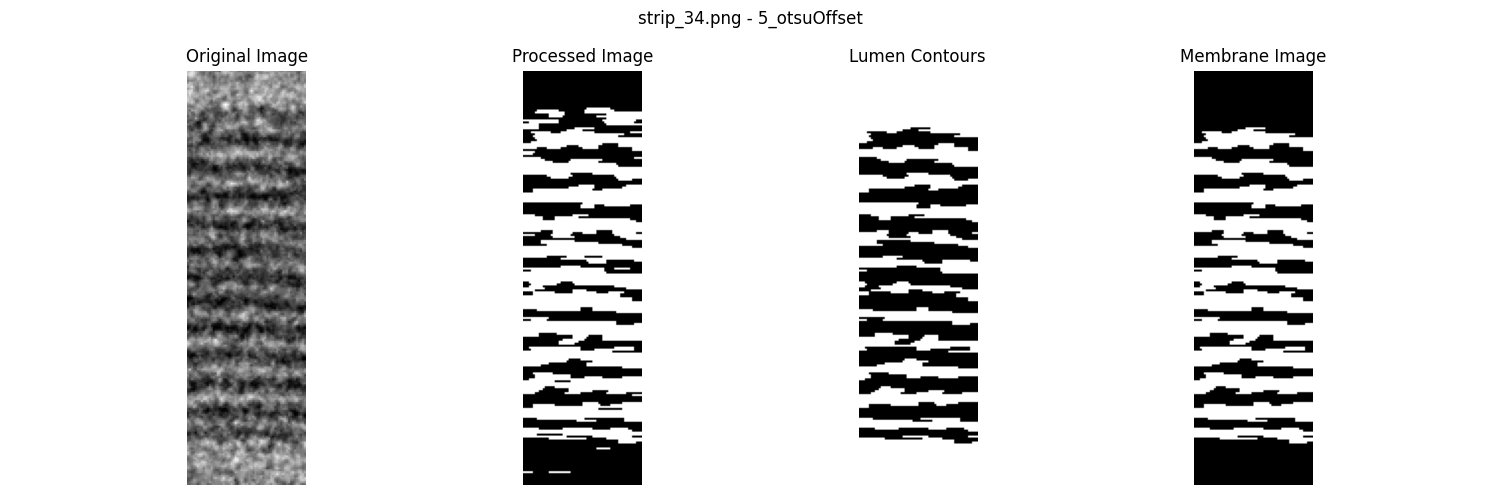 strip_34.png - 5_otsuOffset
Original Image
Processed Image
Lumen Contours
Membrane Image